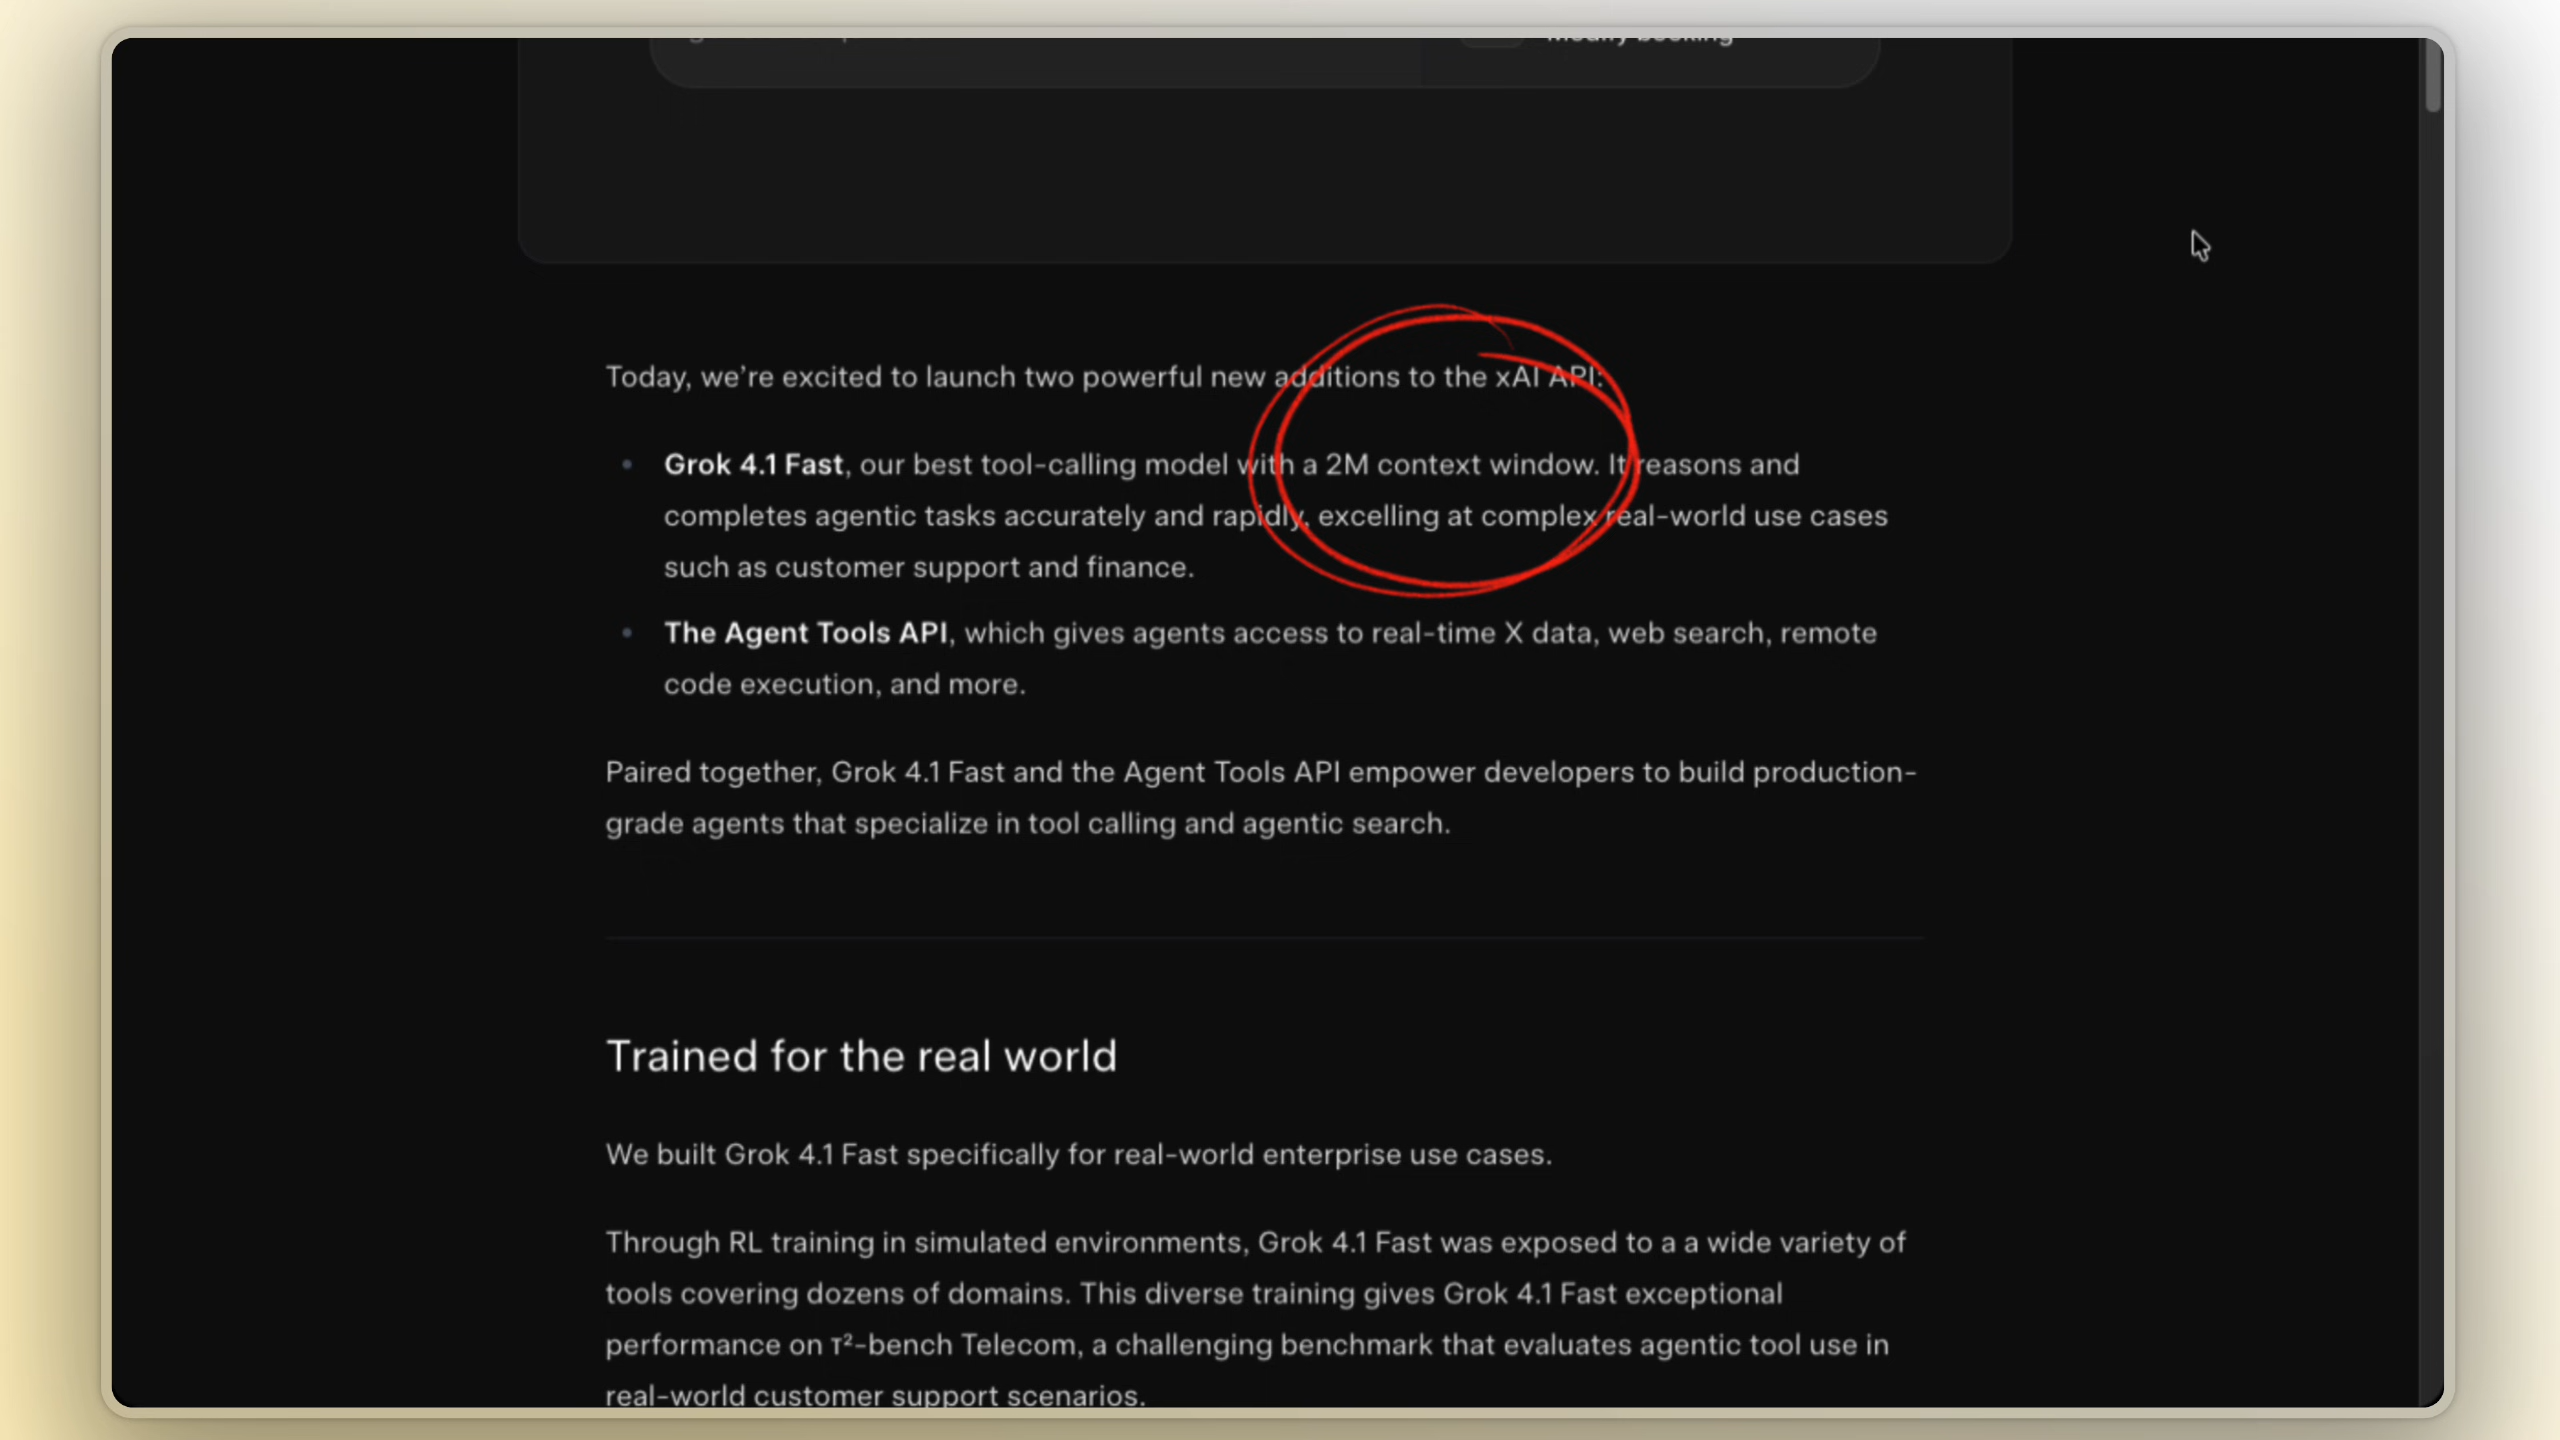 Modify booking
Today, we're excited to launch two powerful new additions to the xAI API:
• Grok 4.1 Fast, our best tool-calling model with a 2M context window. It reasons and
completes agentic tasks accurately and rapidly, excelling at complex real-world use cases
such as customer support and finance.
• The Agent Tools API, which gives agents access to real-time X data, web search, remote
code execution, and more.
Paired together, Grok 4.1 Fast and the Agent Tools API empower developers to build production-
grade agents that specialize in tool calling and agentic search.
Trained for the real world
We built Grok 4.1 Fast specifically for real-world enterprise use cases.
Through RL training in simulated environments, Grok 4.1 Fast was exposed to a a wide variety of
tools covering dozens of domains. This diverse training gives Grok 4.1 Fast exceptional
performance on τ²-bench Telecom, a challenging benchmark that evaluates agentic tool use in
real-world customer support scenarios.